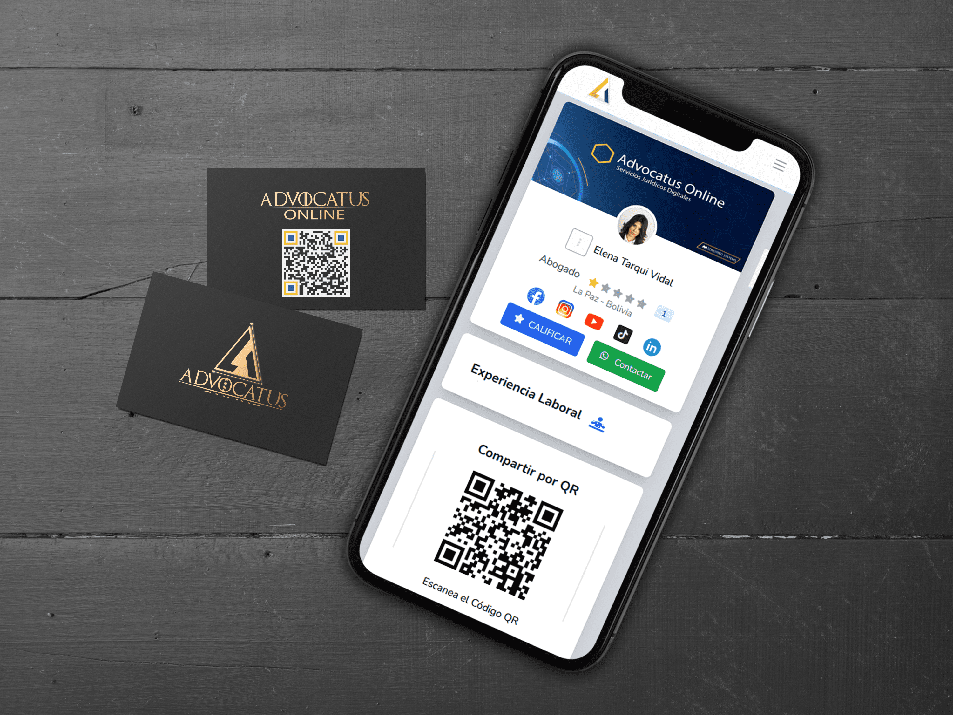 ADVOCATUS
ONLINE
ADVOCATUS
Advocatus Online
Servicios Jurídicos Digitales
Elena Tarqui Vidal
Abogado
1
La Paz - Bolivia
CALIFICAR
Contactar
Experiencia Laboral
Compartir por QR
Escanea el Código QR